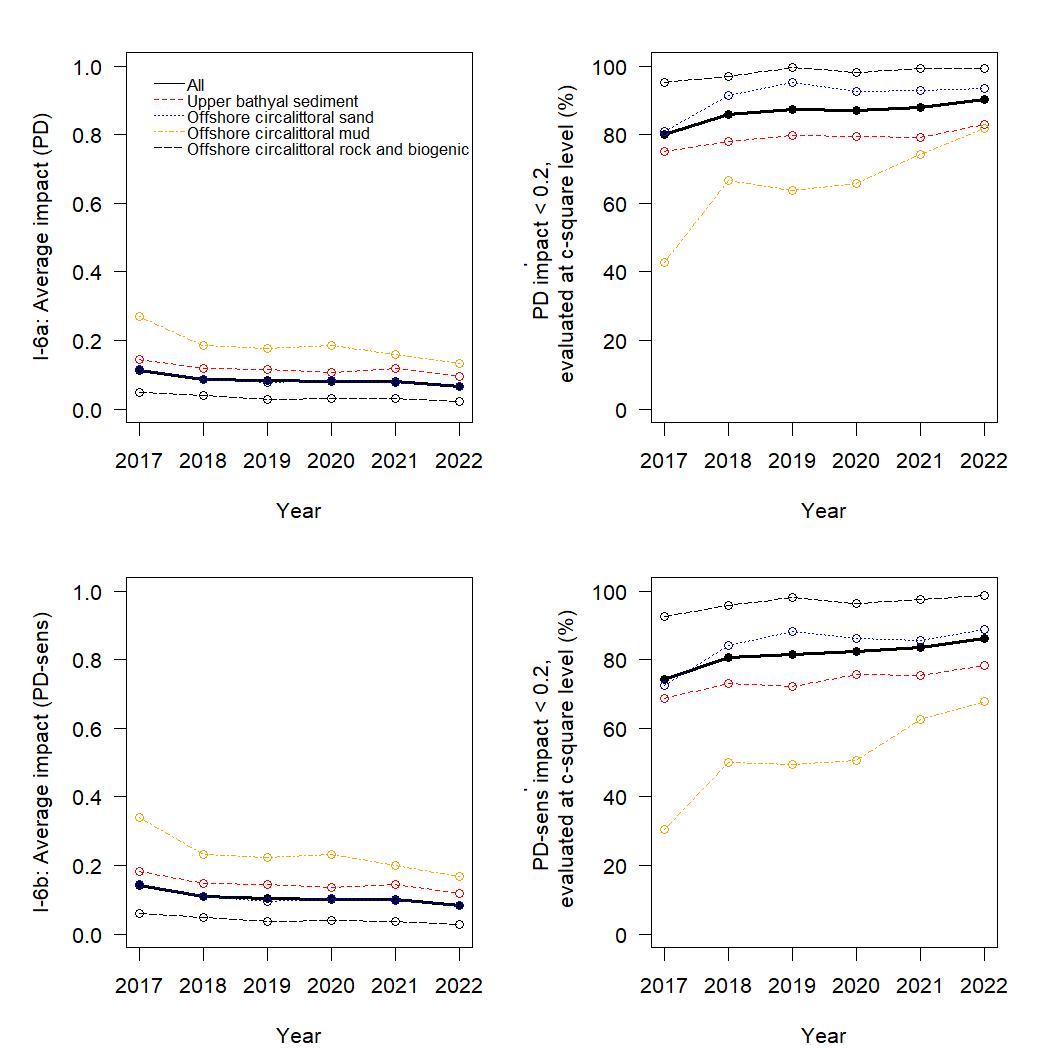 I-6a: Average impact (PD)
1.0
0.8
0.6
0.4
0.2
0.0
All
Upper bathyal sediment
Offshore circalittoral sand
Offshore circalittoral mud
Offshore circalittoral rock and biogenic
2017 2018 2019 2020 2021 2022
Year
PD impact < 0.2,
evaluated at c-square level (%)
100
80
60
40
20
0
2017 2018 2019 2020 2021 2022
Year
I-6b: Average impact (PD-sens)
1.0
0.8
0.6
0.4
0.2
0.0
2017 2018 2019 2020 2021 2022
Year
PD-sens impact < 0.2,
evaluated at c-square level (%)
100
80
60
40
20
0
2017 2018 2019 2020 2021 2022
Year